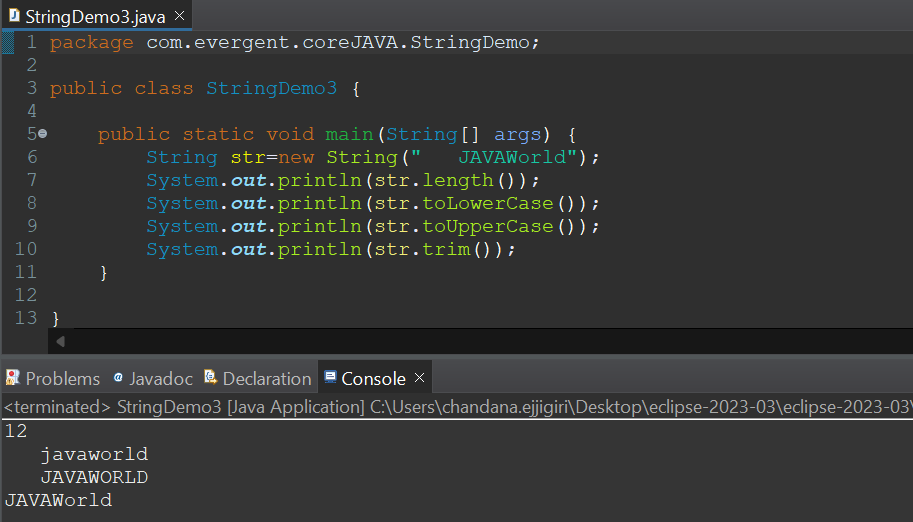 StringDemo3.java
1 package com.evergent.coreJAVA.StringDemo;
2
3 public class StringDemo3 {
4
5     public static void main(String[] args) {
6         String str=new String("   JAVAWorld");
7         System.out.println(str.length());
8         System.out.println(str.toLowerCase());
9         System.out.println(str.toUpperCase());
10         System.out.println(str.trim());
11     }
12
13 }
Problems @ Javadoc Declaration Console
<terminated> StringDemo3 [Java Application] C:\Users\chandana.ejjigiri\Desktop\eclipse-2023-03\eclipse-2023-03\
12
   javaworld
   JAVAWORLD
JAVAWorld